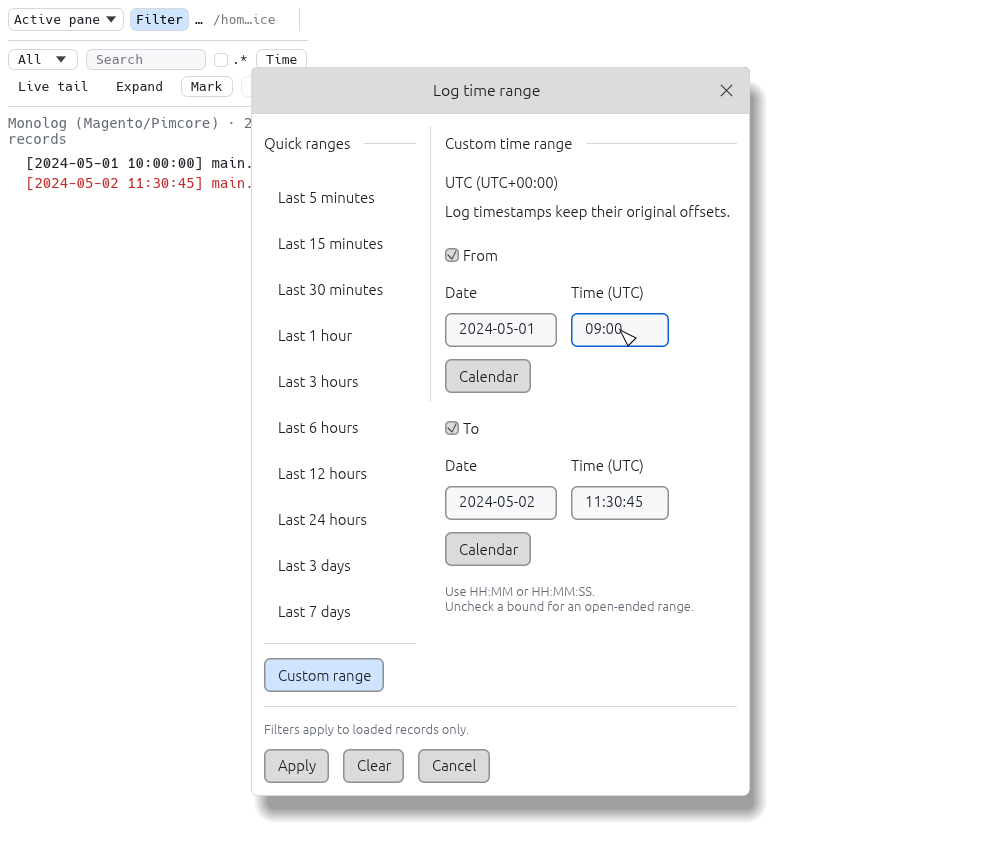 Active pane Filter … /hom…ice
All Search .* Time
Live tail Expand Mark
Monolog (Magento/Pimcore) · 2
records
[2024-05-01 10:00:00] main.
[2024-05-02 11:30:45] main.
Log time range
Quick ranges
Last 5 minutes
Last 15 minutes
Last 30 minutes
Last 1 hour
Last 3 hours
Last 6 hours
Last 12 hours
Last 24 hours
Last 3 days
Last 7 days
Custom range
Custom time range
UTC (UTC+00:00)
Log timestamps keep their original offsets.
From
Date Time (UTC)
2024-05-01 09:00
Calendar
To
Date Time (UTC)
2024-05-02 11:30:45
Calendar
Use HH:MM or HH:MM:SS.
Uncheck a bound for an open-ended range.
Filters apply to loaded records only.
Apply Clear Cancel